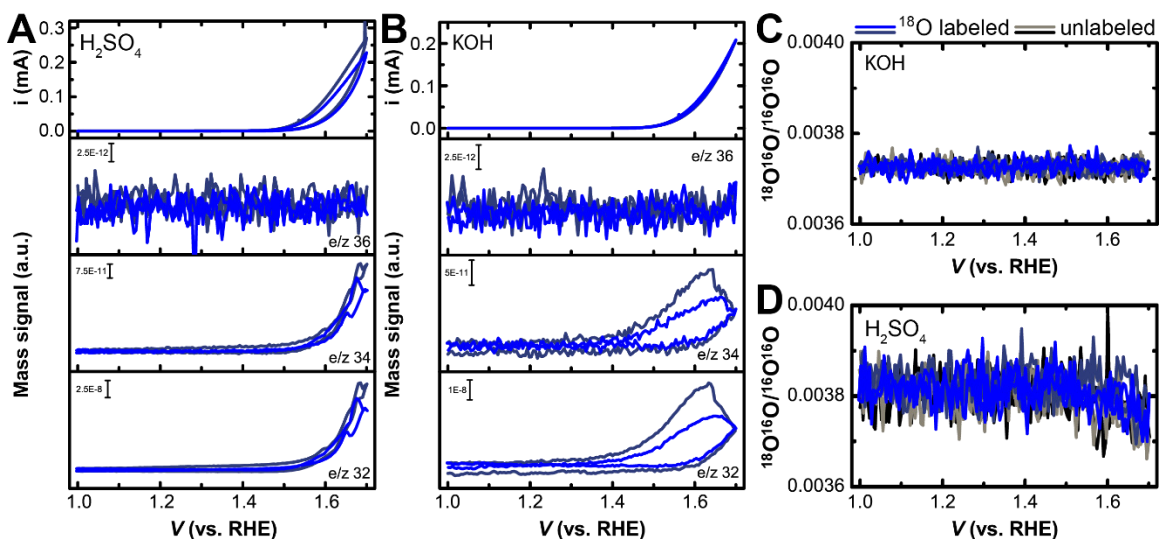 A
H₂SO₄
i (mA)
0.3
0.2
0.1
0.0
2.5E-12
e/z 36
7.5E-11
e/z 34
2.5E-8
e/z 32
Mass signal (a.u.)
1.0 1.2 1.4 1.6
V (vs. RHE)
B
KOH
i (mA)
0.2
0.1
0.0
2.5E-12
e/z 36
5E-11
e/z 34
1E-8
e/z 32
Mass signal (a.u.)
1.0 1.2 1.4 1.6
V (vs. RHE)
¹⁸O labeled unlabeled
C
KOH
¹⁸O¹⁶O/¹⁶O¹⁶O
0.0040
0.0038
0.0036
1.0 1.2 1.4 1.6
V (vs. RHE)
D
H₂SO₄
¹⁸O¹⁶O/¹⁶O¹⁶O
0.0040
0.0038
0.0036
1.0 1.2 1.4 1.6
V (vs. RHE)